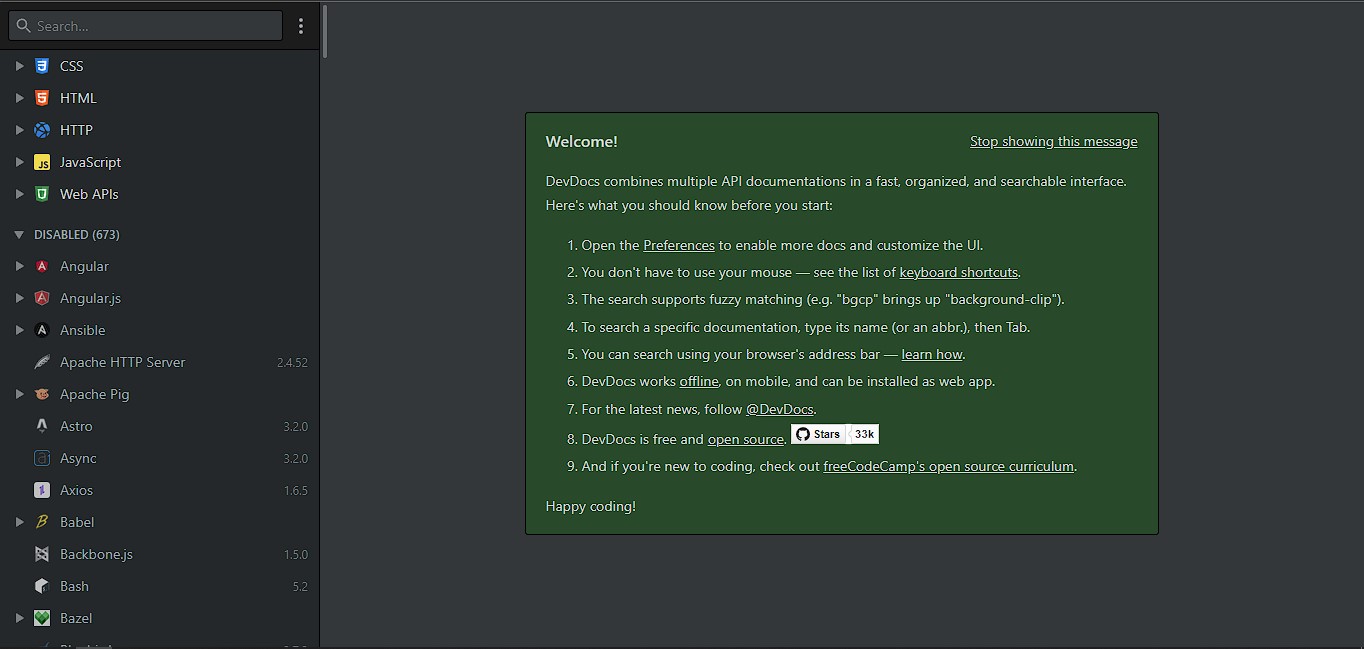 Search...
CSS
HTML
HTTP
JavaScript
Web APIs
DISABLED (673)
Angular
Angular.js
Ansible
Apache HTTP Server 2.4.52
Apache Pig
Astro 3.2.0
Async 3.2.0
Axios 1.6.5
Babel
Backbone.js 1.5.0
Bash 5.2
Bazel
Welcome! Stop showing this message
DevDocs combines multiple API documentations in a fast, organized, and searchable interface.
Here's what you should know before you start:
1. Open the Preferences to enable more docs and customize the UI.
2. You don't have to use your mouse — see the list of keyboard shortcuts.
3. The search supports fuzzy matching (e.g. "bgcp" brings up "background-clip").
4. To search a specific documentation, type its name (or an abbr.), then Tab.
5. You can search using your browser's address bar — learn how.
6. DevDocs works offline, on mobile, and can be installed as web app.
7. For the latest news, follow @DevDocs.
8. DevDocs is free and open source. Stars 33k
9. And if you're new to coding, check out freeCodeCamp's open source curriculum.
Happy coding!